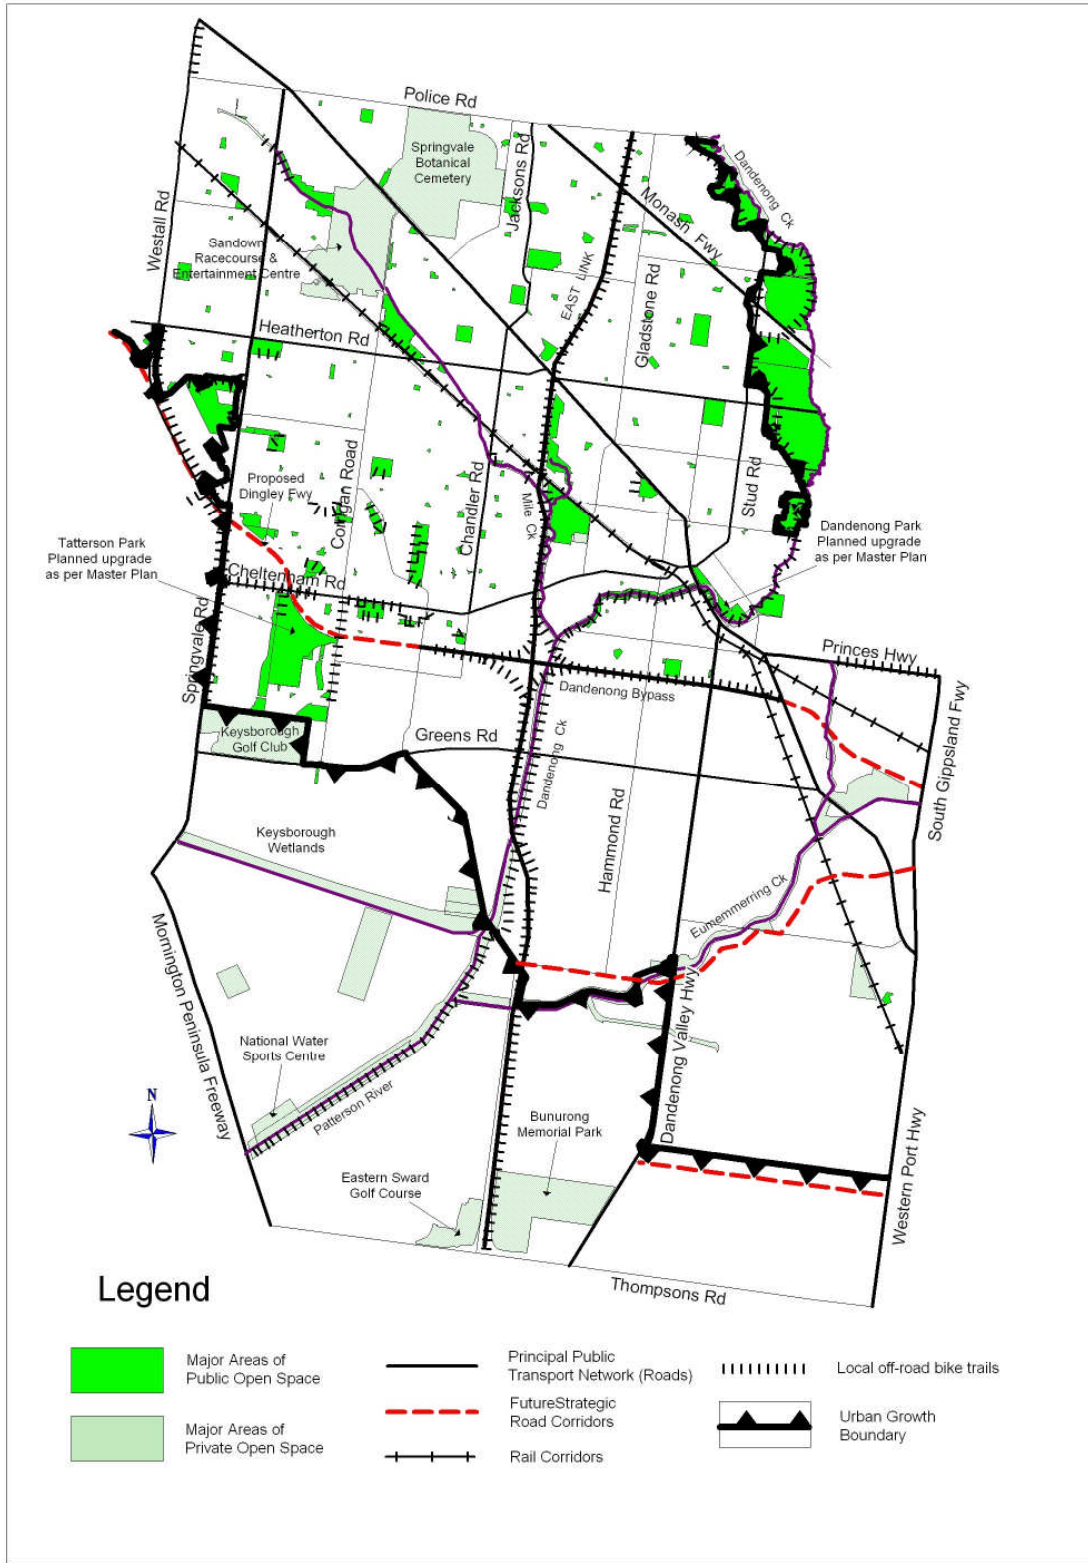 Police Rd
Springvale
Botanical
Cemetery
Jacksons Rd
Dandenong Ck
Monash Fwy
Westall Rd
Sandown
Racecourse &
Entertainment Centre
EAST LINK
Gladstone Rd
Heatherton Rd
Proposed
Dingley Fwy
Corrigan Road
Chandler Rd
Mile Ck
Stud Rd
Dandenong Park
Planned upgrade
as per Master Plan
Tatterson Park
Planned upgrade
as per Master Plan
Cheltenham Rd
Springvale Rd
Princes Hwy
Dandenong Bypass
Keysborough
Golf Club
Greens Rd
Dandenong Ck
South Gippsland Fwy
Keysborough
Wetlands
Hammond Rd
Eumemmerring Ck
Mornington Peninsula Freeway
National Water
Sports Centre
Patterson River
Dandenong Valley Hwy
N
Bunurong
Memorial Park
Eastern Sward
Golf Course
Western Port Hwy
Thompsons Rd
Legend
Major Areas of
Public Open Space
Major Areas of
Private Open Space
Principal Public
Transport Network (Roads)
FutureStrategic
Road Corridors
Rail Corridors
Local off-road bike trails
Urban Growth
Boundary